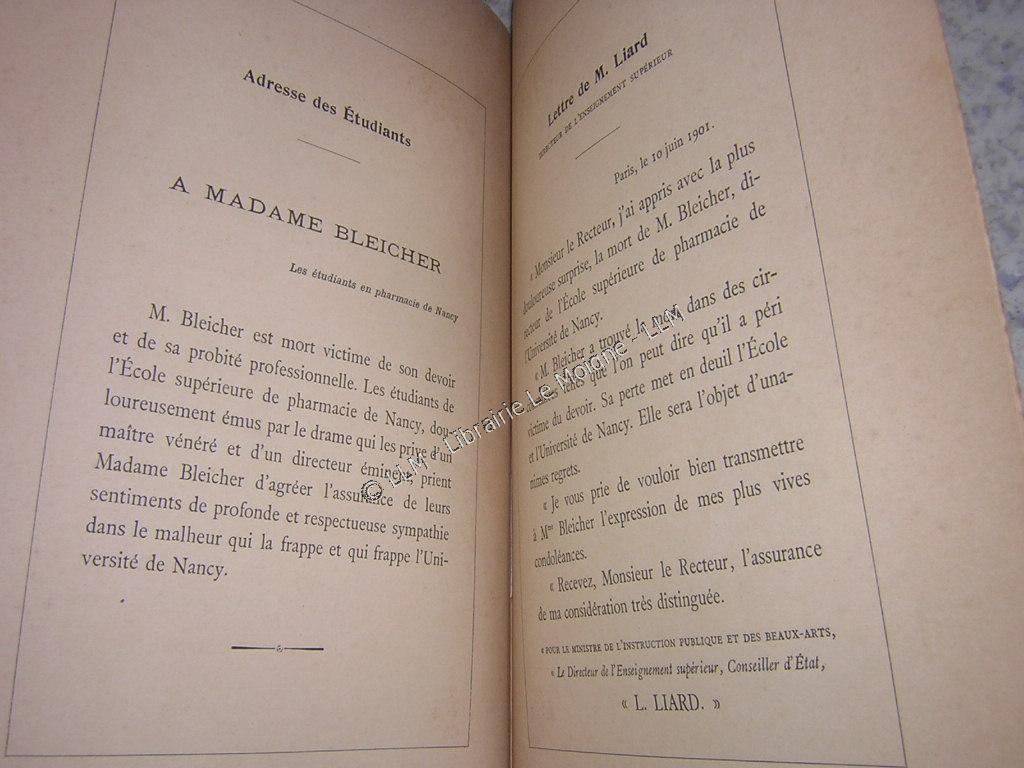 Adresse des Étudiants
A MADAME BLEICHER
Les étudiants en pharmacie de Nancy
M. Bleicher est mort victime de son devoir
et de sa probité professionnelle. Les étudiants de
l'École supérieure de pharmacie de Nancy, dou-
loureusement émus par le drame qui les prive d'un
maître vénéré et d'un directeur éminent, prient
Madame Bleicher d'agréer l'assurance de leurs
sentiments de profonde et respectueuse sympathie
dans le malheur qui la frappe et qui frappe l'Uni-
versité de Nancy.
Lettre de M. Liard
DIRECTEUR DE L'ENSEIGNEMENT SUPÉRIEUR
Paris, le 10 juin 1901.
« Monsieur le Recteur, j'ai appris avec la plus
douloureuse surprise, la mort de M. Bleicher, di-
recteur de l'École supérieure de pharmacie de
l'Université de Nancy.
« M. Bleicher a trouvé la mort dans des cir-
que l'on peut dire qu'il a péri
victime du devoir. Sa perte met en deuil l'École
et l'Université de Nancy. Elle sera l'objet d'una-
nimes regrets.
« Je vous prie de vouloir bien transmettre
à Mme Bleicher l'expression de mes plus vives
condoléances.
« Recevez, Monsieur le Recteur, l'assurance
de ma considération très distinguée.
« POUR LE MINISTRE DE L'INSTRUCTION PUBLIQUE ET DES BEAUX-ARTS,
« Le Directeur de l'Enseignement supérieur, Conseiller d'État,
« L. LIARD. »
© LLM - Librairie Le Moigne - LLM